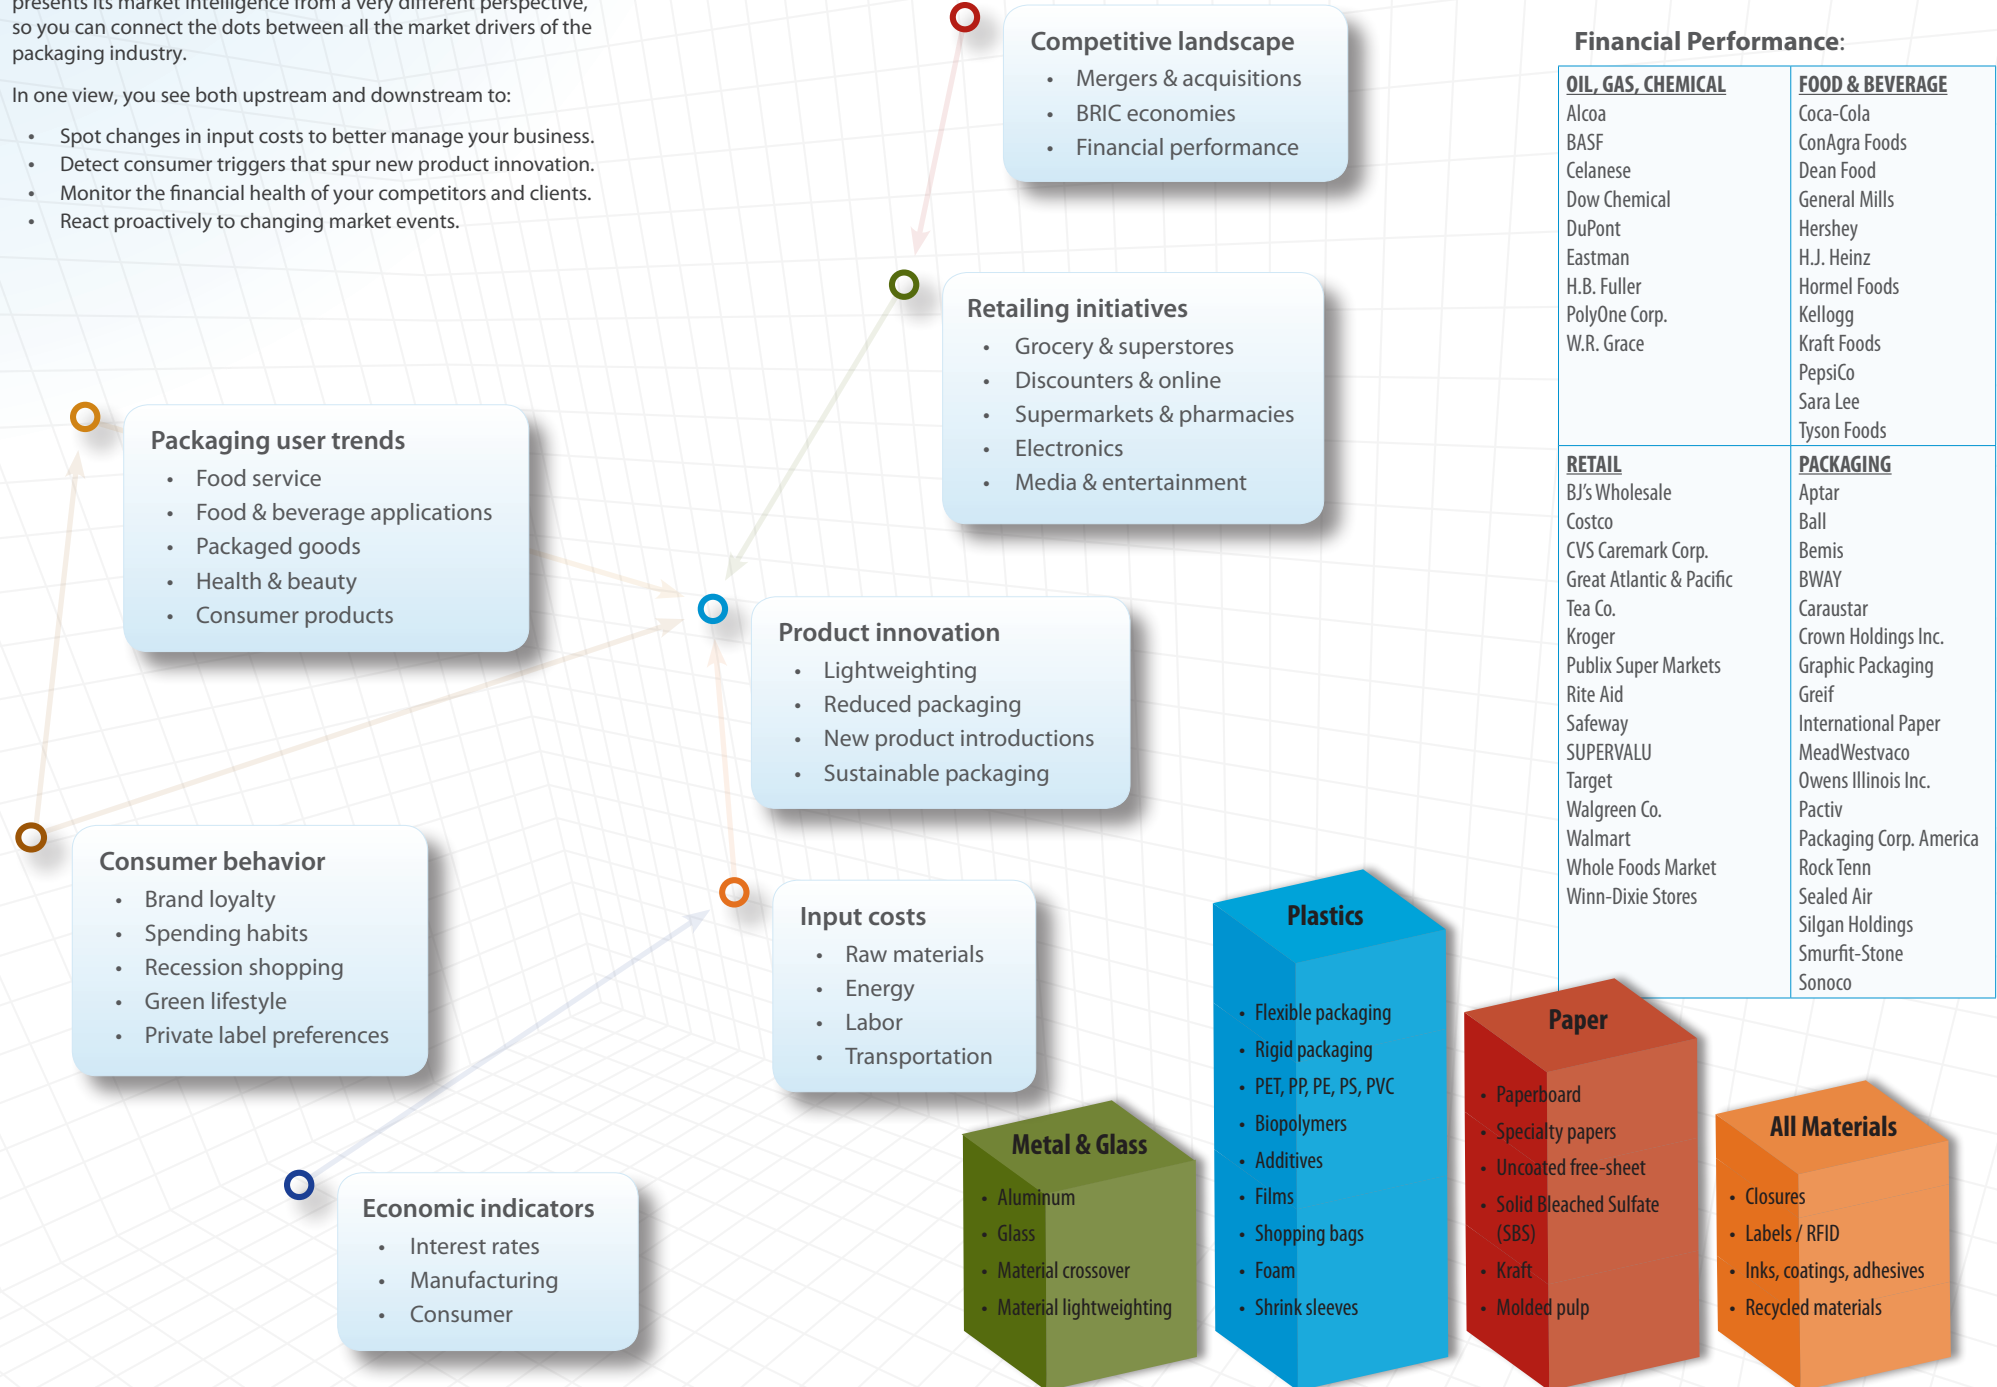 presents its market intelligence from a very different perspective,
so you can connect the dots between all the market drivers of the
packaging industry.
In one view, you see both upstream and downstream to:
• Spot changes in input costs to better manage your business.
• Detect consumer triggers that spur new product innovation.
• Monitor the financial health of your competitors and clients.
• React proactively to changing market events.
Competitive landscape
• Mergers & acquisitions
• BRIC economies
• Financial performance
Retailing initiatives
• Grocery & superstores
• Discounters & online
• Supermarkets & pharmacies
• Electronics
• Media & entertainment
Packaging user trends
• Food service
• Food & beverage applications
• Packaged goods
• Health & beauty
• Consumer products
Product innovation
• Lightweighting
• Reduced packaging
• New product introductions
• Sustainable packaging
Consumer behavior
• Brand loyalty
• Spending habits
• Recession shopping
• Green lifestyle
• Private label preferences
Input costs
• Raw materials
• Energy
• Labor
• Transportation
Economic indicators
• Interest rates
• Manufacturing
• Consumer
Financial Performance:
OIL, GAS, CHEMICAL
Alcoa
BASF
Celanese
Dow Chemical
DuPont
Eastman
H.B. Fuller
PolyOne Corp.
W.R. Grace
FOOD & BEVERAGE
Coca-Cola
ConAgra Foods
Dean Food
General Mills
Hershey
H.J. Heinz
Hormel Foods
Kellogg
Kraft Foods
PepsiCo
Sara Lee
Tyson Foods
RETAIL
BJ's Wholesale
Costco
CVS Caremark Corp.
Great Atlantic & Pacific
Tea Co.
Kroger
Publix Super Markets
Rite Aid
Safeway
SUPERVALU
Target
Walgreen Co.
Walmart
Whole Foods Market
Winn-Dixie Stores
PACKAGING
Aptar
Ball
Bemis
BWAY
Caraustar
Crown Holdings Inc.
Graphic Packaging
Greif
International Paper
MeadWestvaco
Owens Illinois Inc.
Pactiv
Packaging Corp. America
Rock Tenn
Sealed Air
Silgan Holdings
Smurfit-Stone
Sonoco
Metal & Glass
• Aluminum
• Glass
• Material crossover
• Material lightweighting
Plastics
• Flexible packaging
• Rigid packaging
• PET, PP, PE, PS, PVC
• Biopolymers
• Additives
• Films
• Shopping bags
• Foam
• Shrink sleeves
Paper
• Paperboard
• Specialty papers
• Uncoated free-sheet
• Solid Bleached Sulfate
(SBS)
• Kraft
• Molded pulp
All Materials
• Closures
• Labels / RFID
• Inks, coatings, adhesives
• Recycled materials